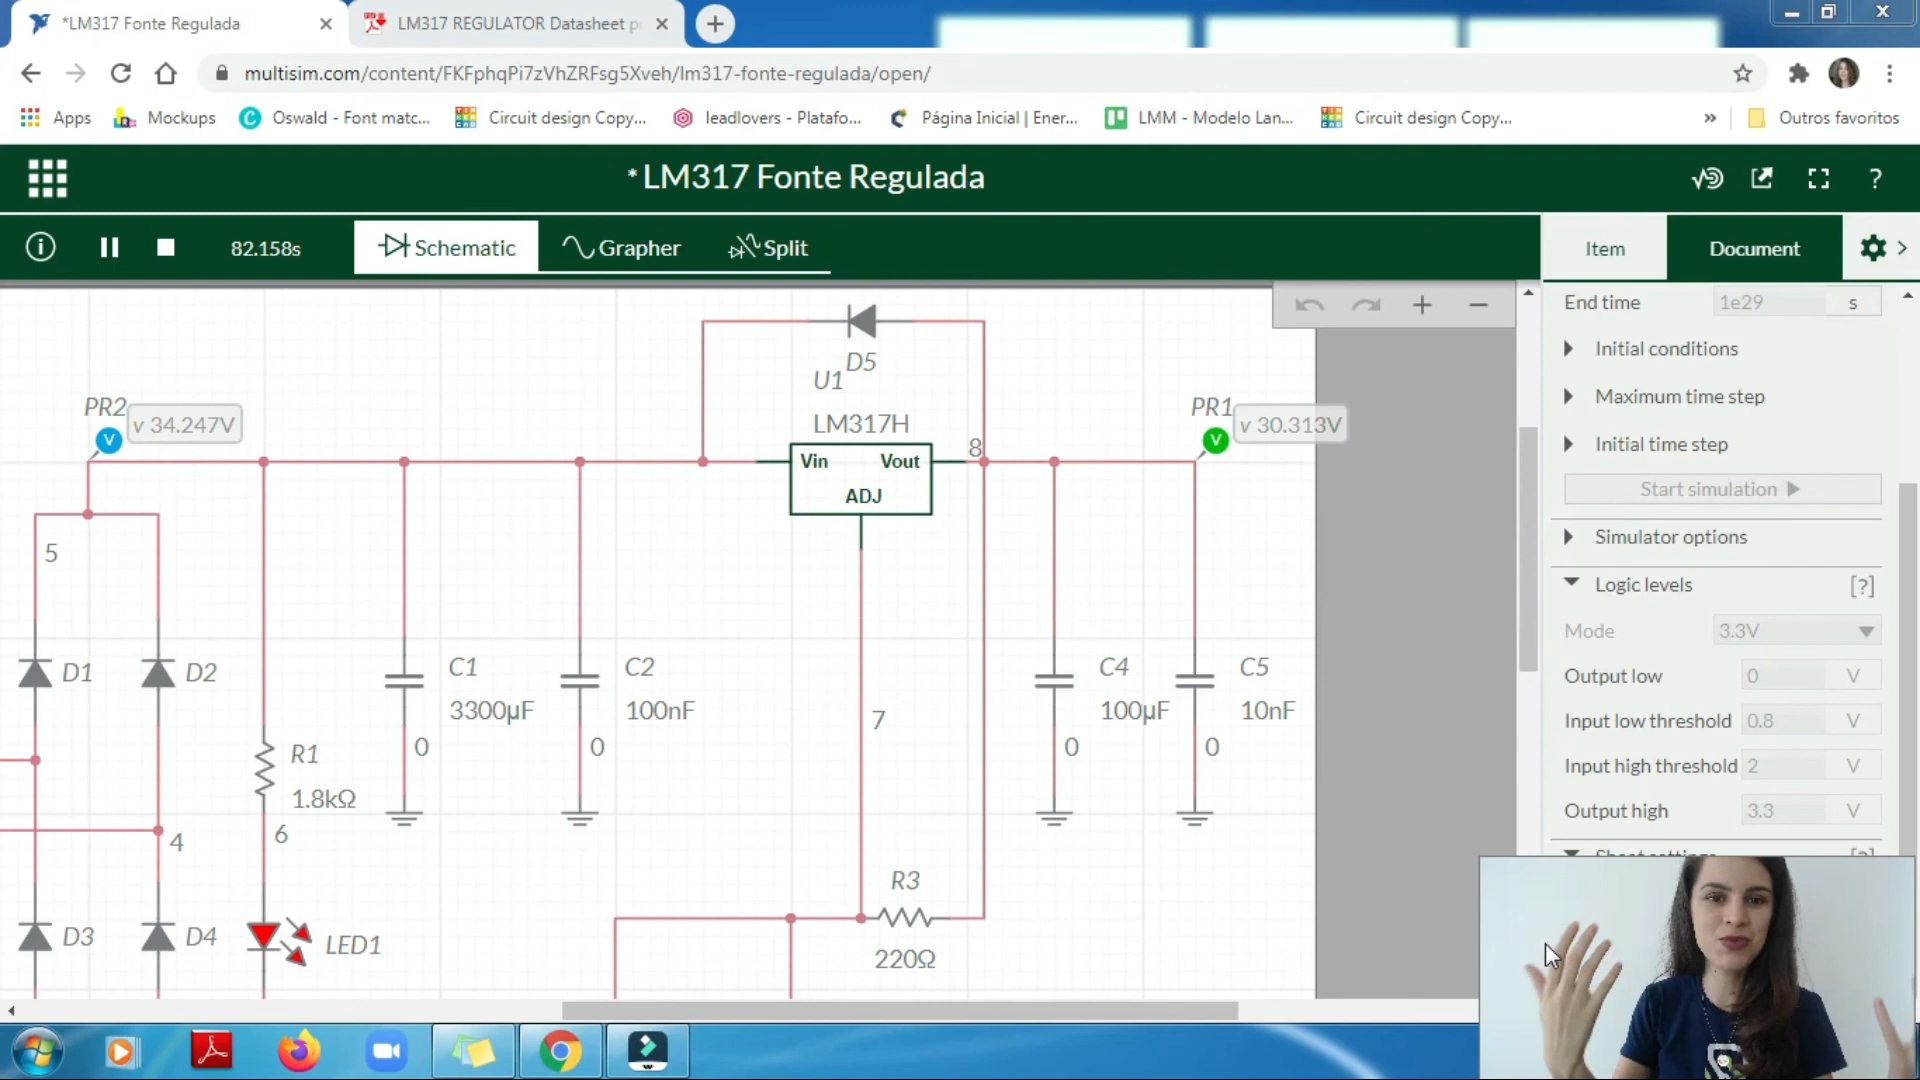 *LM317 Fonte Regulada
LM317 REGULATOR Datasheet p
multisim.com/content/FKFphqPi7zVhZRFsg5Xveh/lm317-fonte-regulada/open/
Apps
Mockups
Oswald - Font matc...
Circuit design Copy...
leadlovers - Platafo...
Página Inicial | Ener...
LMM - Modelo Lan...
Circuit design Copy...
»
Outros favoritos
* LM317 Fonte Regulada
?
82.158s
Schematic
Grapher
Split
Item
Document
End time
1e29
s
Initial conditions
Maximum time step
Initial time step
Start simulation
Simulator options
Logic levels
[?]
Mode
3.3V
Output low
0
V
Input low threshold
0.8
V
Input high threshold
2
V
Output high
3.3
V
D5
U1
LM317H
Vin
Vout
ADJ
8
PR2
V
v 34.247V
PR1
V
v 30.313V
5
D1
D2
C1
3300µF
0
C2
100nF
0
7
C4
100µF
0
C5
10nF
0
R1
1.8kΩ
6
4
R3
220Ω
D3
D4
LED1